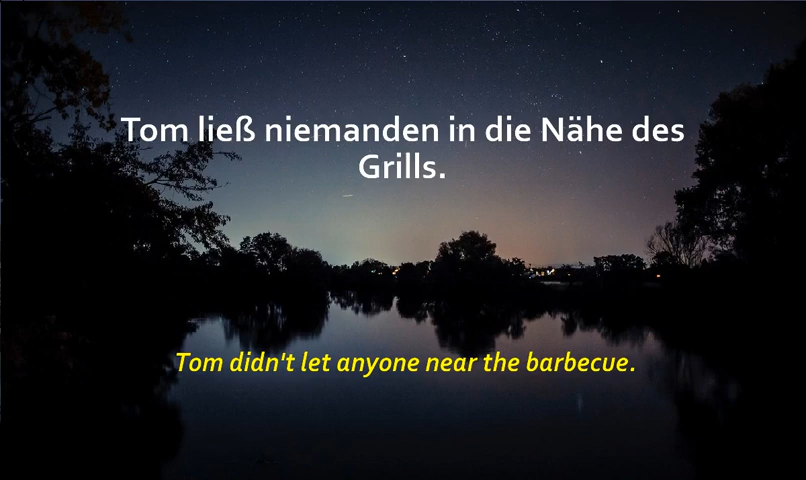 Tom ließ niemanden in die Nähe des
Grills.
Tom didn't let anyone near the barbecue.